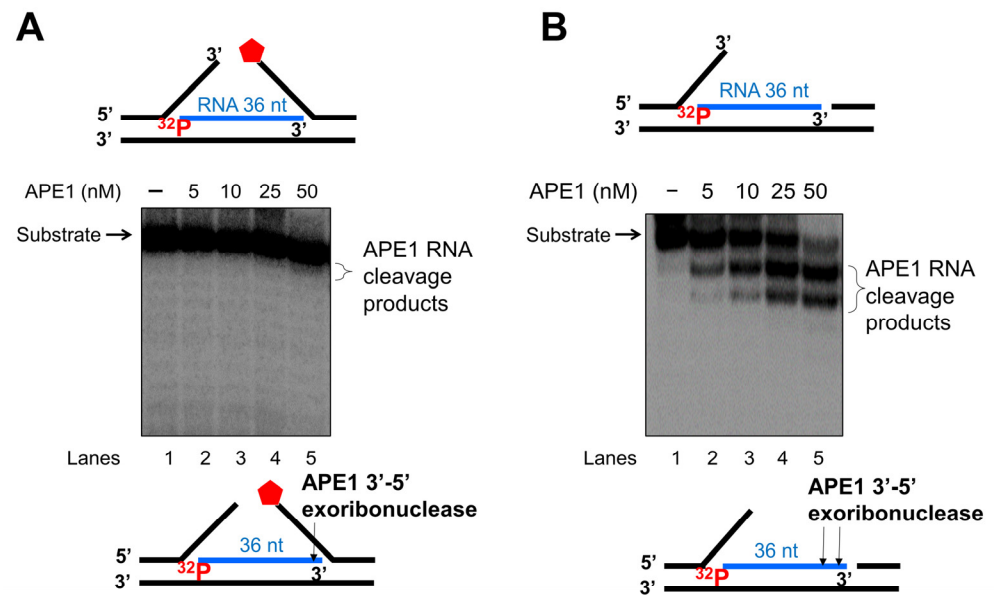 A
3’
RNA 36 nt
5’
32P
3’
3’
APE1 (nM) – 5 10 25 50
Substrate
APE1 RNA
cleavage
products
Lanes 1 2 3 4 5
APE1 3’-5’
exoribonuclease
36 nt
5’
32P
3’
3’
B
3’
RNA 36 nt
5’
32P
3’
3’
APE1 (nM) – 5 10 25 50
Substrate
APE1 RNA
cleavage
products
Lanes 1 2 3 4 5
APE1 3’-5’
exoribonuclease
36 nt
5’
32P
3’
3’